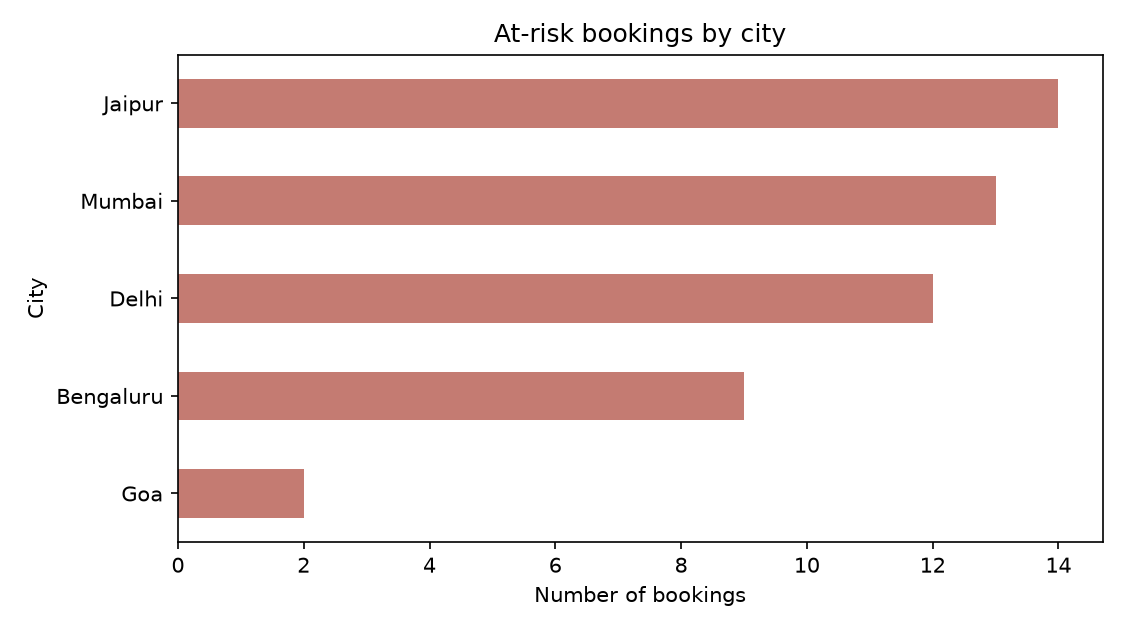 At-risk bookings by city
City
Jaipur
Mumbai
Delhi
Bengaluru
Goa
0 2 4 6 8 10 12 14
Number of bookings